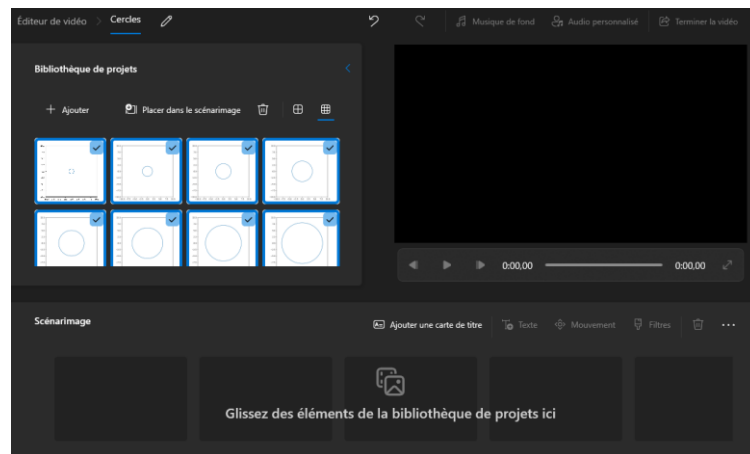 Éditeur de vidéo > Cercles
Musique de fond
Audio personnalisé
Terminer la vidéo
Bibliothèque de projets
+ Ajouter
Placer dans le scénarimage
0:00,00
0:00,00
Scénarimage
Ajouter une carte de titre
Texte
Mouvement
Filtres
Glissez des éléments de la bibliothèque de projets ici